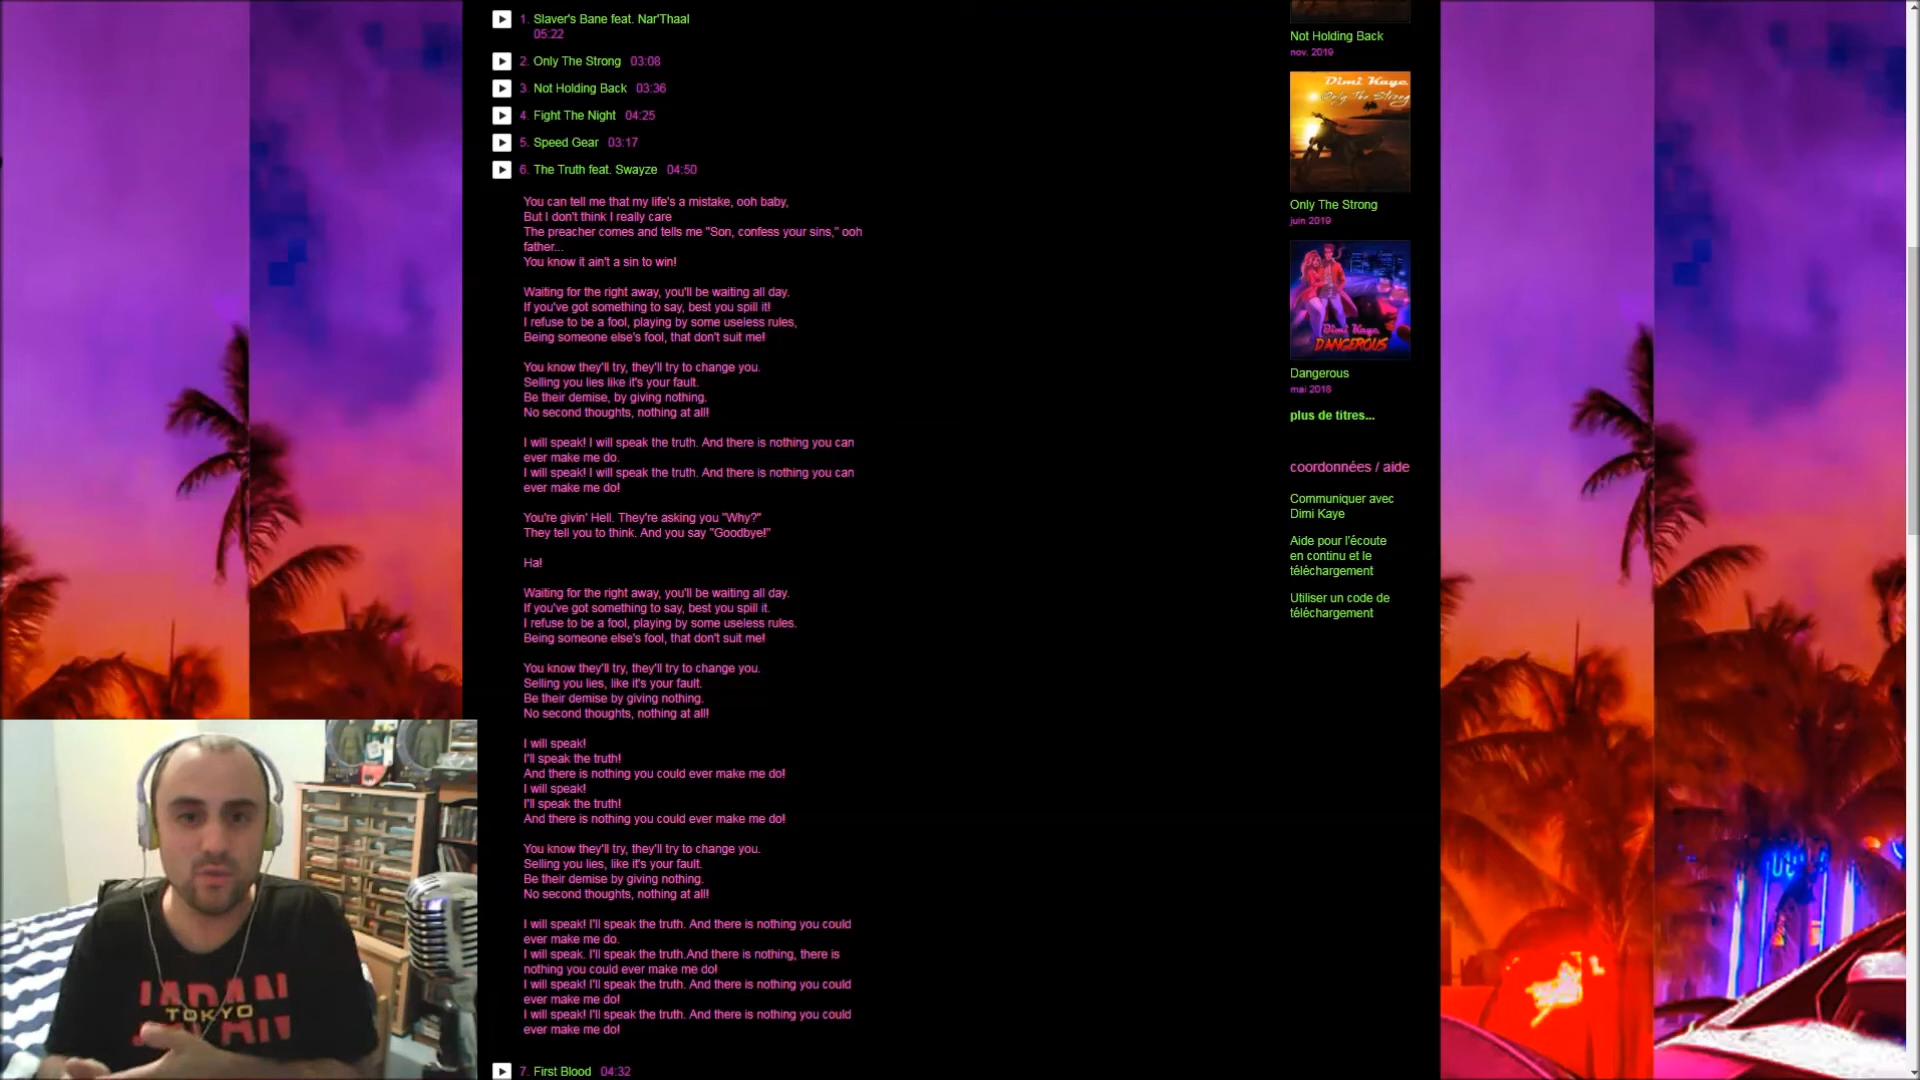 1. Slaver's Bane feat. Nar'Thaal
05:22
2. Only The Strong 03:08
3. Not Holding Back 03:36
4. Fight The Night 04:25
5. Speed Gear 03:17
6. The Truth feat. Swayze 04:50
You can tell me that my life's a mistake, ooh baby,
But I don't think I really care
The preacher comes and tells me "Son, confess your sins," ooh
father...
You know it ain't a sin to win!
Waiting for the right away, you'll be waiting all day.
If you've got something to say, best you spill it!
I refuse to be a fool, playing by some useless rules,
Being someone else's fool, that don't suit me!
You know they'll try, they'll try to change you.
Selling you lies like it's your fault.
Be their demise, by giving nothing.
No second thoughts, nothing at all!
I will speak! I will speak the truth. And there is nothing you can
ever make me do.
I will speak! I will speak the truth. And there is nothing you can
ever make me do!
You're givin' Hell. They're asking you "Why?"
They tell you to think. And you say "Goodbye!"
Ha!
Waiting for the right away, you'll be waiting all day.
If you've got something to say, best you spill it.
I refuse to be a fool, playing by some useless rules.
Being someone else's fool, that don't suit me!
You know they'll try, they'll try to change you.
Selling you lies, like it's your fault.
Be their demise by giving nothing.
No second thoughts, nothing at all!
I will speak!
I'll speak the truth!
And there is nothing you could ever make me do!
I will speak!
I'll speak the truth!
And there is nothing you could ever make me do!
You know they'll try, they'll try to change you.
Selling you lies, like it's your fault.
Be their demise by giving nothing.
No second thoughts, nothing at all!
I will speak! I'll speak the truth. And there is nothing you could
ever make me do.
I will speak. I'll speak the truth.And there is nothing, there is
nothing you could ever make me do!
I will speak! I'll speak the truth. And there is nothing you could
ever make me do!
I will speak! I'll speak the truth. And there is nothing you could
ever make me do!
7. First Blood 04:32
Not Holding Back
nov. 2019
Dimi Kaye
Only The Strong
Only The Strong
juin 2019
Dimi Kaye
DANGEROUS
Dangerous
mai 2018
plus de titres...
coordonnées / aide
Communiquer avec
Dimi Kaye
Aide pour l'écoute
en continu et le
téléchargement
Utiliser un code de
téléchargement
JAPAN
TOKYO